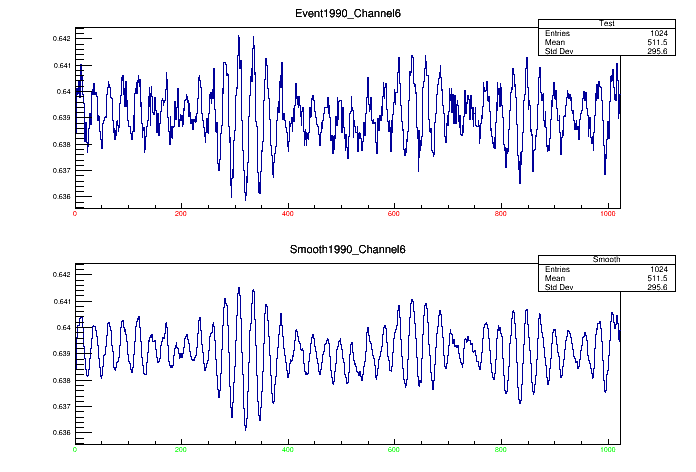 Event1990_Channel6
Test
Entries 1024
Mean 511.5
Std Dev 295.6
0.642
0.641
0.64
0.639
0.638
0.637
0.636
0 200 400 600 800 1000
Smooth1990_Channel6
Smooth
Entries 1024
Mean 511.5
Std Dev 295.6
0.642
0.641
0.64
0.639
0.638
0.637
0.636
0 200 400 600 800 1000